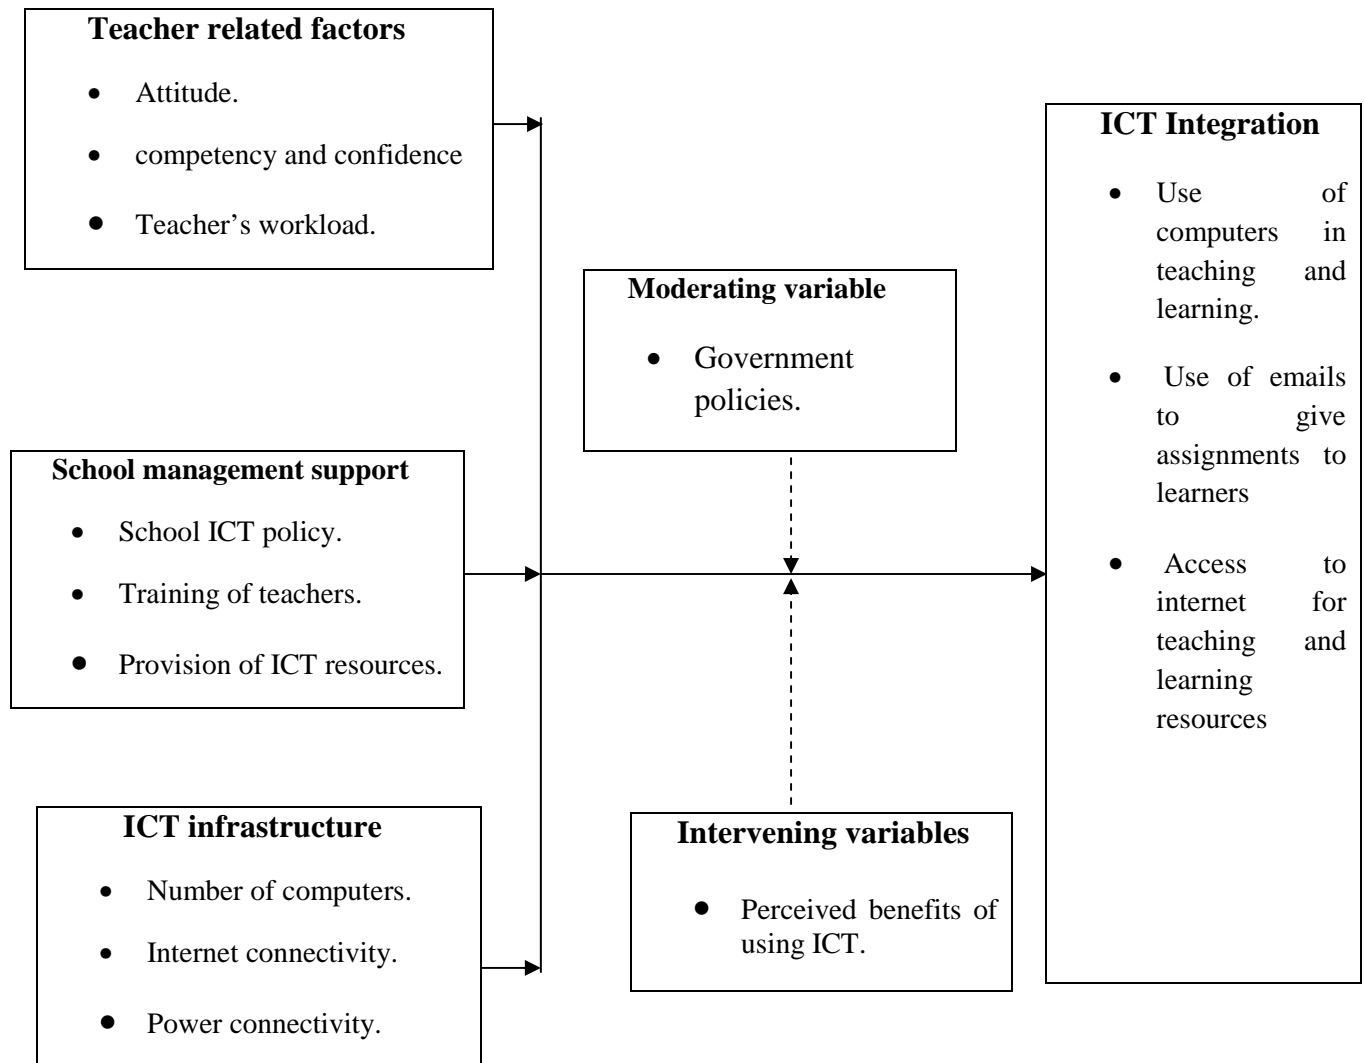 Teacher related factors
• Attitude.
• competency and confidence
• Teacher’s workload.
School management support
• School ICT policy.
• Training of teachers.
• Provision of ICT resources.
ICT infrastructure
• Number of computers.
• Internet connectivity.
• Power connectivity.
Moderating variable
• Government
policies.
Intervening variables
• Perceived benefits of
using ICT.
ICT Integration
• Use of
computers in
teaching and
learning.
• Use of emails
to give
assignments to
learners
• Access to
internet for
teaching and
learning
resources